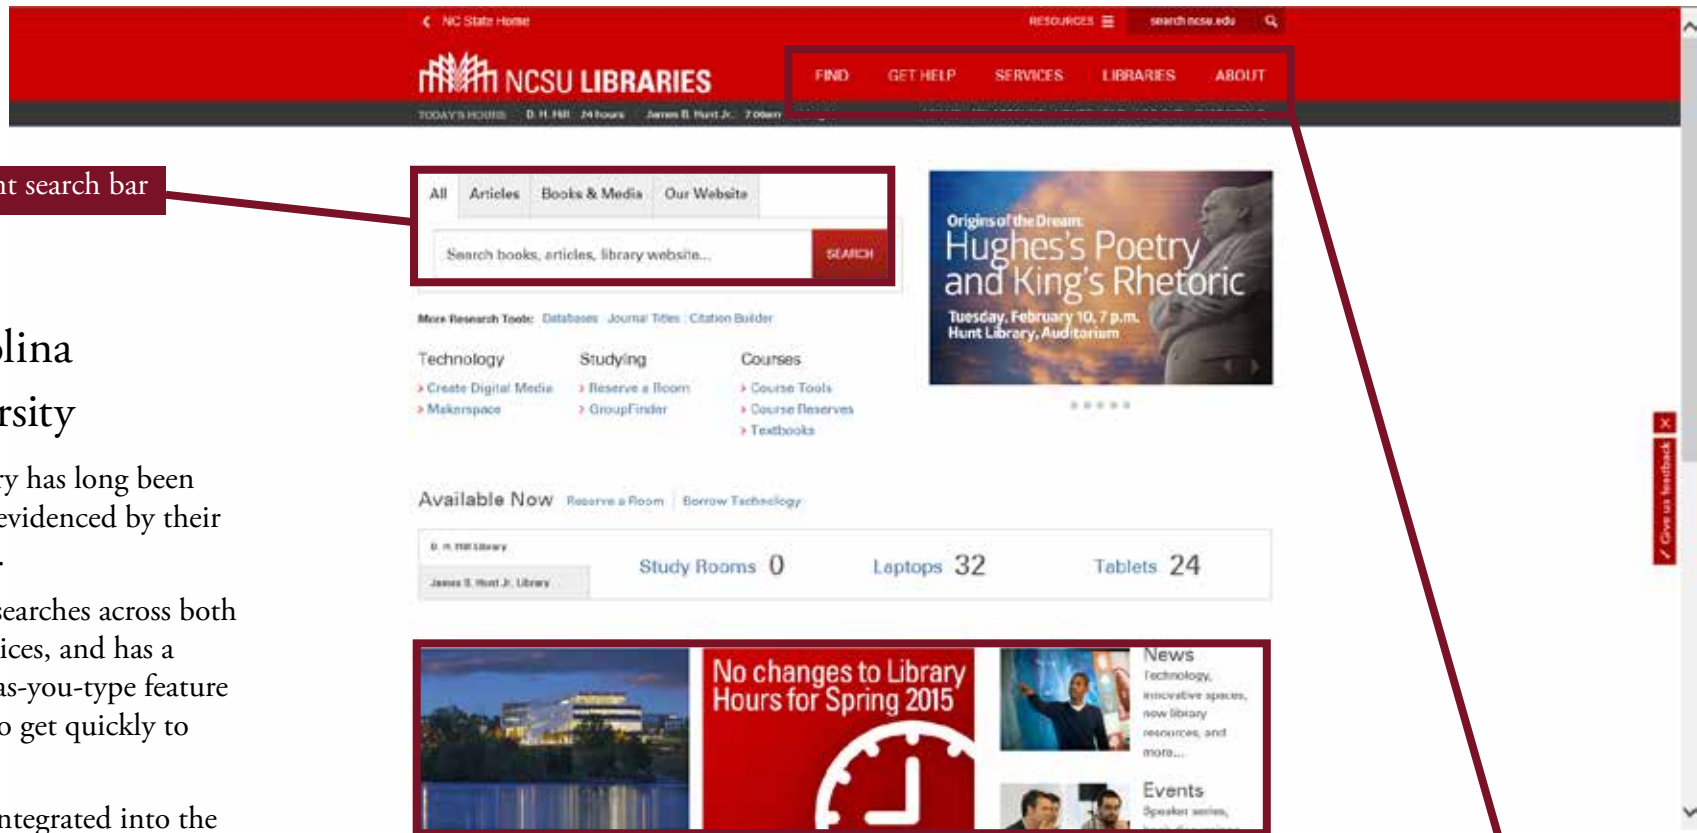 NC State Home
RESOURCES
search ncsu.edu
NCSU LIBRARIES
FIND GET HELP SERVICES LIBRARIES ABOUT
TODAY'S HOURS: D. H. Hill 24 hours James B. Hunt Jr. 7:00am
nt search bar
All Articles Books & Media Our Website
Search books, articles, library website...
SEARCH
More Research Tools: Databases Journal Titles Citation Builder
Technology
> Create Digital Media
> Makerspace
Studying
> Reserve a Room
> GroupFinder
Courses
> Course Tools
> Course Reserves
> Textbooks
Origins of the Dream:
Hughes's Poetry
and King's Rhetoric
Tuesday, February 10, 7 p.m.
Hunt Library, Auditorium
olina
rsity
ry has long been
evidenced by their
.
searches across both
ices, and has a
as-you-type feature
o get quickly to
ntegrated into the
Available Now Reserve a Room Borrow Technology
D. H. Hill Library
James B. Hunt Jr. Library
Study Rooms 0
Laptops 32
Tablets 24
Give us feedback X
No changes to Library
Hours for Spring 2015
News
Technology,
innovative spaces,
new library
resources, and
more...
Events
Speaker series,